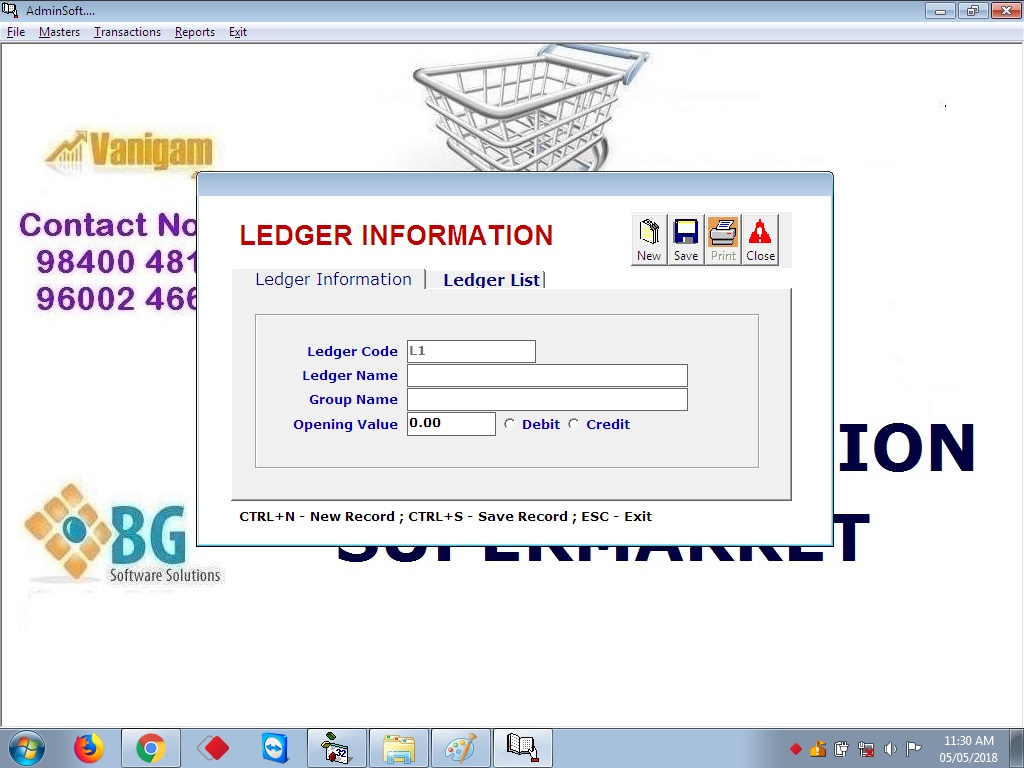 AdminSoft....
File Masters Transactions Reports Exit
Vanigam
Contact No
98400 481
96002 466
LEDGER INFORMATION
New Save Print Close
Ledger Information Ledger List
Ledger Code L1
Ledger Name
Group Name
Opening Value 0.00 Debit Credit
CTRL+N - New Record ; CTRL+S - Save Record ; ESC - Exit
ION
SUPERMARKET
BG
Software Solutions
32
11:30 AM
05/05/2018